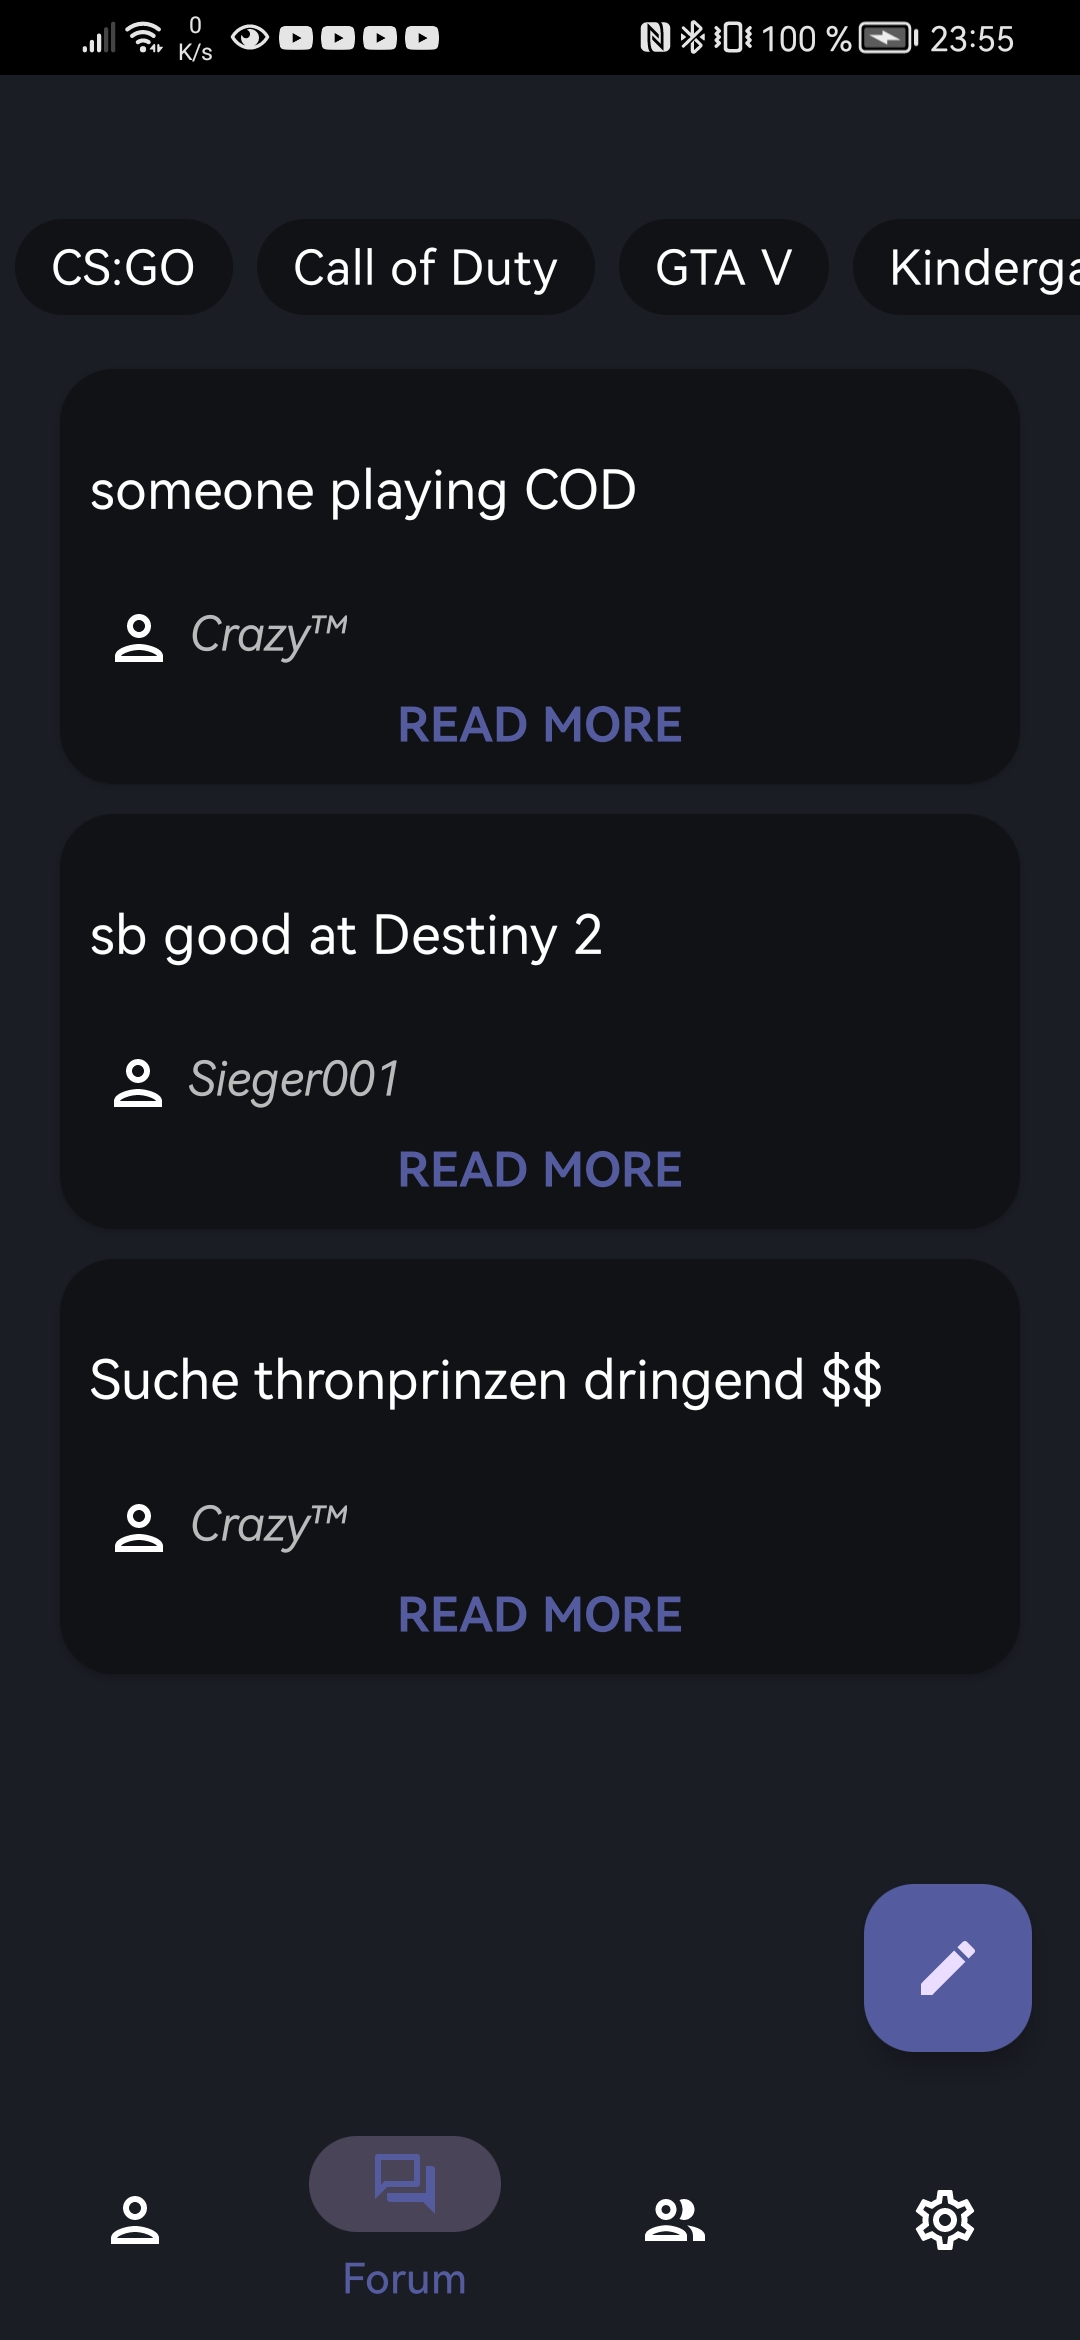 0
K/s
100 %
23:55
CS:GO
Call of Duty
GTA V
Kinderga
someone playing COD
Crazy™
READ MORE
sb good at Destiny 2
Sieger001
READ MORE
Suche thronprinzen dringend $$
Crazy™
READ MORE
Forum